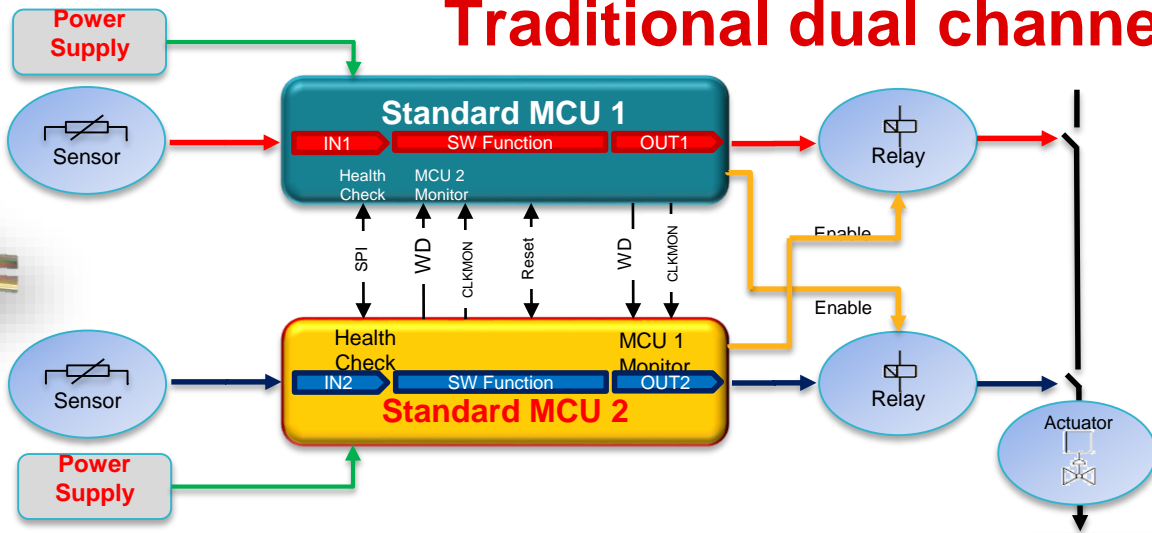 Traditional dual channe
Power
Supply
Sensor
Standard MCU 1
IN1
SW Function
OUT1
Health
Check
MCU 2
Monitor
Relay
SPI
WD
CLKMON
Reset
WD
CLKMON
Enable
Enable
Health
Check
MCU 1
Monitor
IN2
SW Function
OUT2
Standard MCU 2
Sensor
Relay
Actuator
Power
Supply